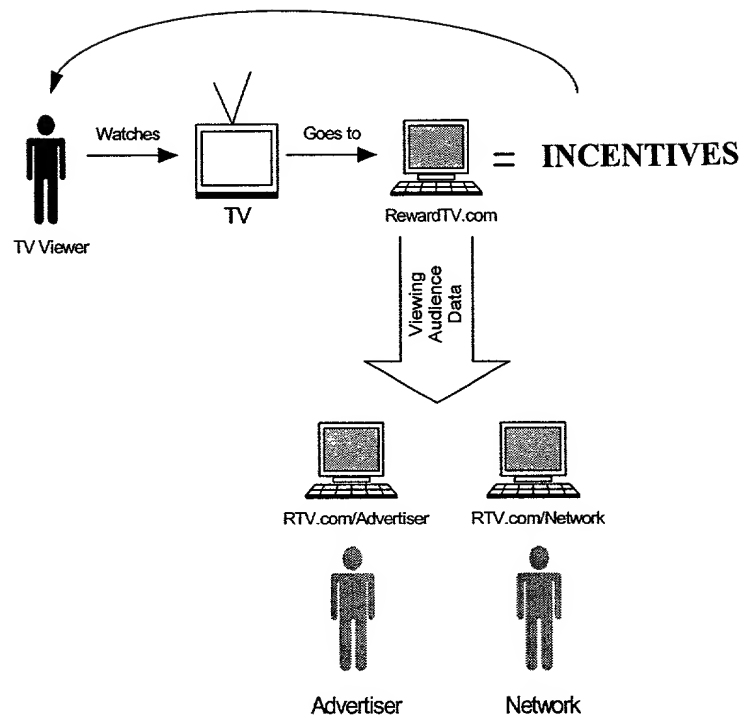 Watches
Goes to
= INCENTIVES
TV
RewardTV.com
TV Viewer
Viewing
Audience
Data
RTV.com/Advertiser
RTV.com/Network
Advertiser
Network